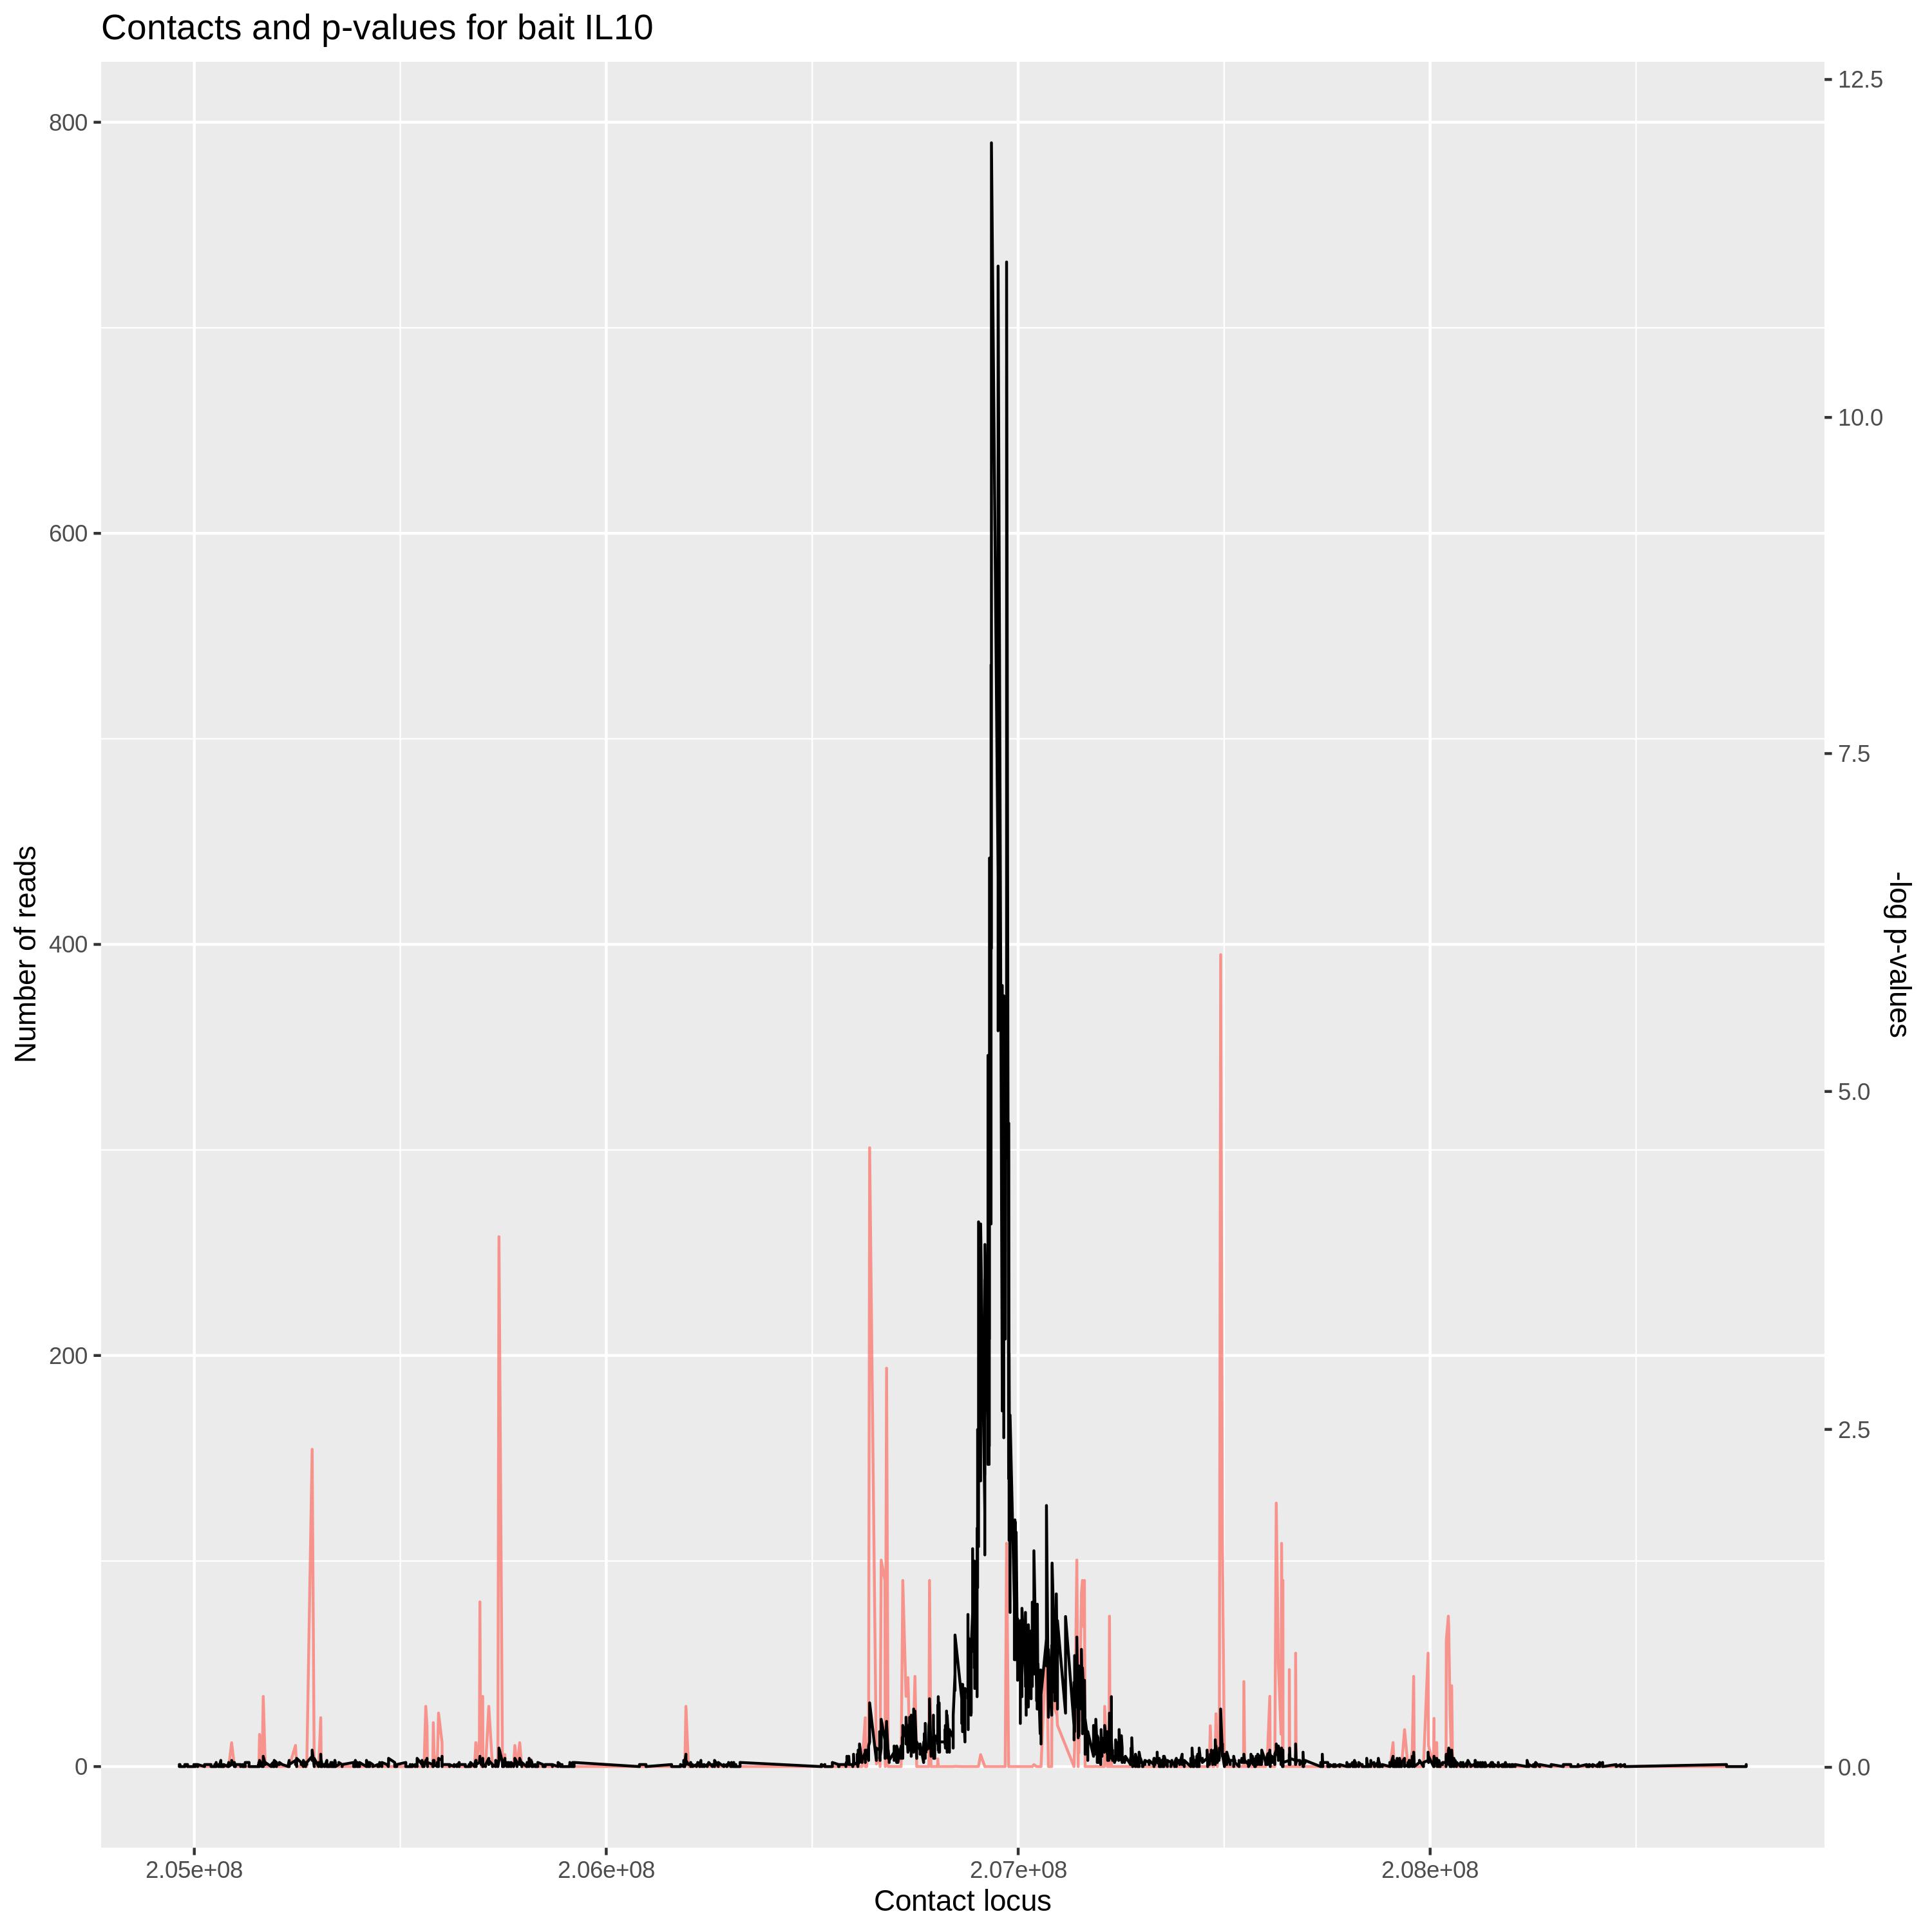 Contacts and p-values for bait IL10
800
600
400
200
0
Number of reads
12.5
10.0
7.5
5.0
2.5
0.0
-log p-values
2.05e+08
2.06e+08
2.07e+08
2.08e+08
Contact locus